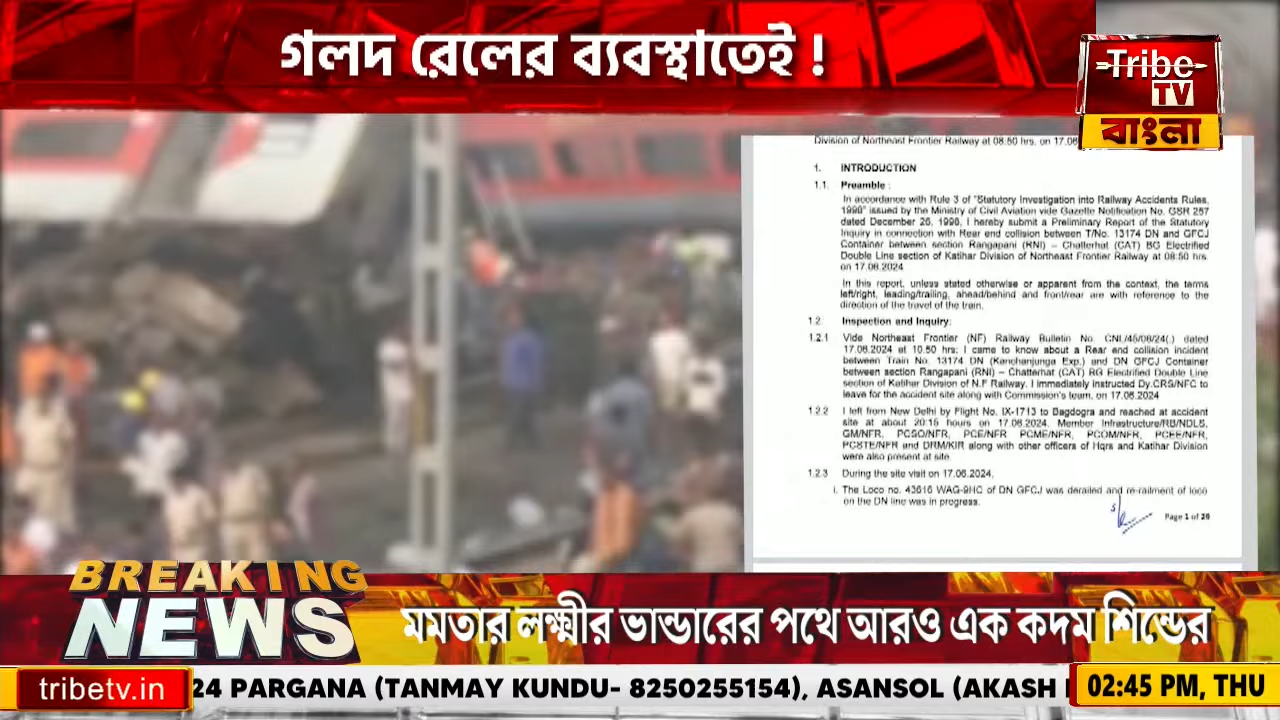 গলদ রেলের ব্যবস্থাতেই !
Tribe
TV
বাংলা
Division of Northeast Frontier Railway at 08:50 hrs. on 17.06
1. INTRODUCTION
1.1. Preamble :
In accordance with Rule 3 of "Statutory Investigation into Railway Accidents Rules,
1998" issued by the Ministry of Civil Aviation vide Gazette Notification No. GSR 257
dated December 26, 1998, I hereby submit a Preliminary Report of the Statutory
Inquiry in connection with Rear end collision between T/No. 13174 DN and GFCJ
Container between section Rangapani (RNI) – Chatterhat (CAT) BG Electrified
Double Line section of Katihar Division of Northeast Frontier Railway at 08:50 hrs.
on 17.06.2024
In this report, unless stated otherwise or apparent from the context, the terms
left/right, leading/trailing, ahead/behind and front/rear are with reference to the
direction of the travel of the train.
1.2. Inspection and Inquiry:
1.2.1 Vide Northeast Frontier (NF) Railway Bulletin No. CNL/45/06/24(.) dated
17.06.2024 at 10.50 hrs; I came to know about a Rear end collision incident
between Train No. 13174 DN (Kanchanjunga Exp.) and DN GFCJ Container
between section Rangapani (RNI) – Chatterhat (CAT) BG Electrified Double Line
section of Katihar Division of N.F Railway. I immediately instructed Dy.CRS/NFC to
leave for the accident site along with Commission's team, on 17.06.2024
1.2.2 I left from New Delhi by Flight No. IX-1713 to Bagdogra and reached at accident
site at about 20:15 hours on 17.06.2024. Member Infrastructure/RB/NDLS,
GM/NFR, PCSO/NFR, PCE/NFR PCME/NFR, PCOM/NFR, PCEE/NFR,
PCSTE/NFR and DRM/KIR along with other officers of Hqrs and Katihar Division
were also present at site.
1.2.3 During the site visit on 17.06.2024,
i. The Loco no. 43616 WAG-9HC of DN GFCJ was derailed and re-railment of loco
on the DN line was in progress.
Page 1 of 26
BREAKING
NEWS
মমতার লক্ষ্মীর ভান্ডারের পথে আরও এক কদম শিন্ডের
tribetv.in
24 PARGANA (TANMAY KUNDU- 8250255154), ASANSOL (AKASH
02:45 PM, THU